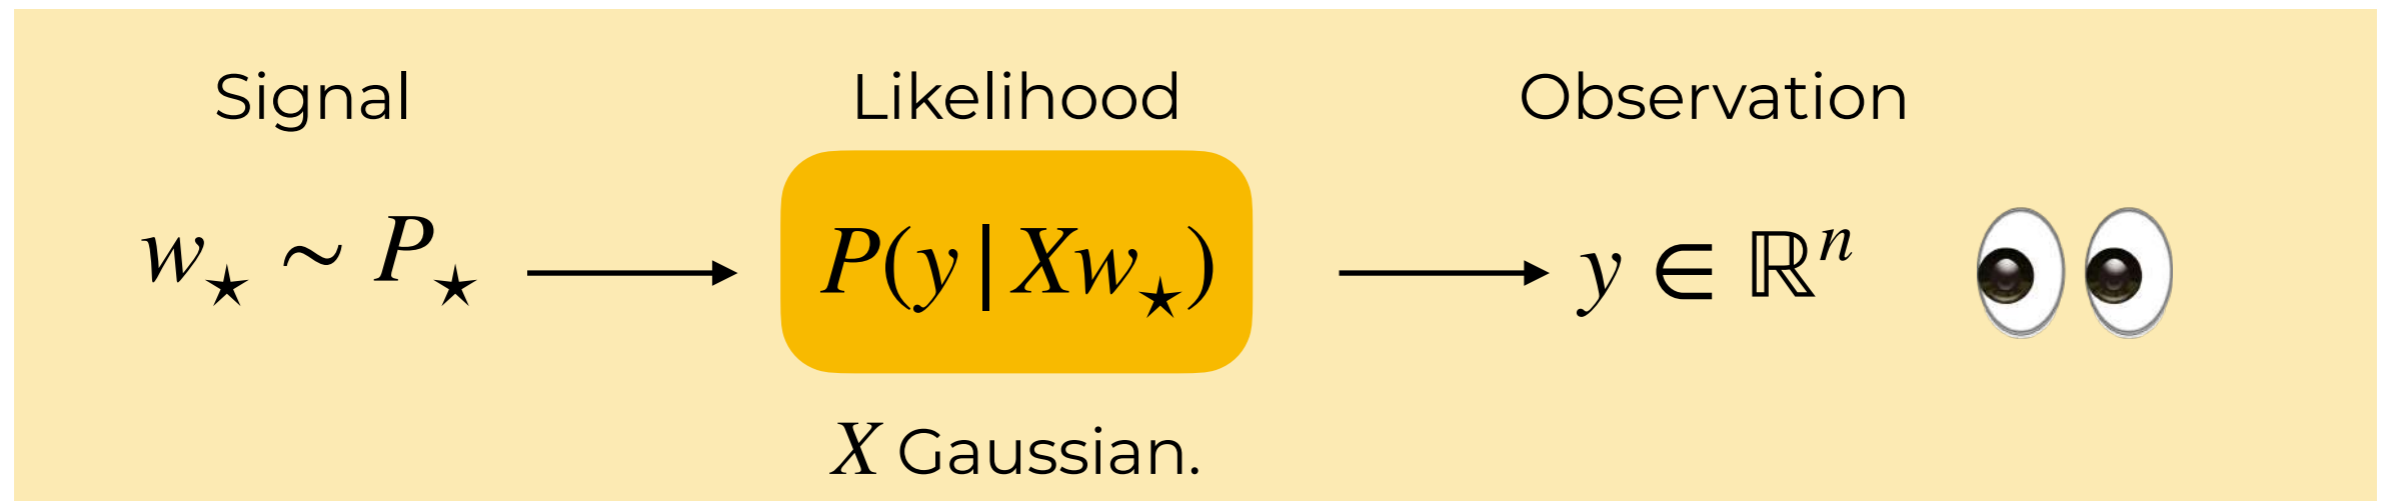 Signal Likelihood Observation
w⋆ ~ P⋆ P(y|Xw⋆) y ∈ ℝⁿ
X Gaussian.